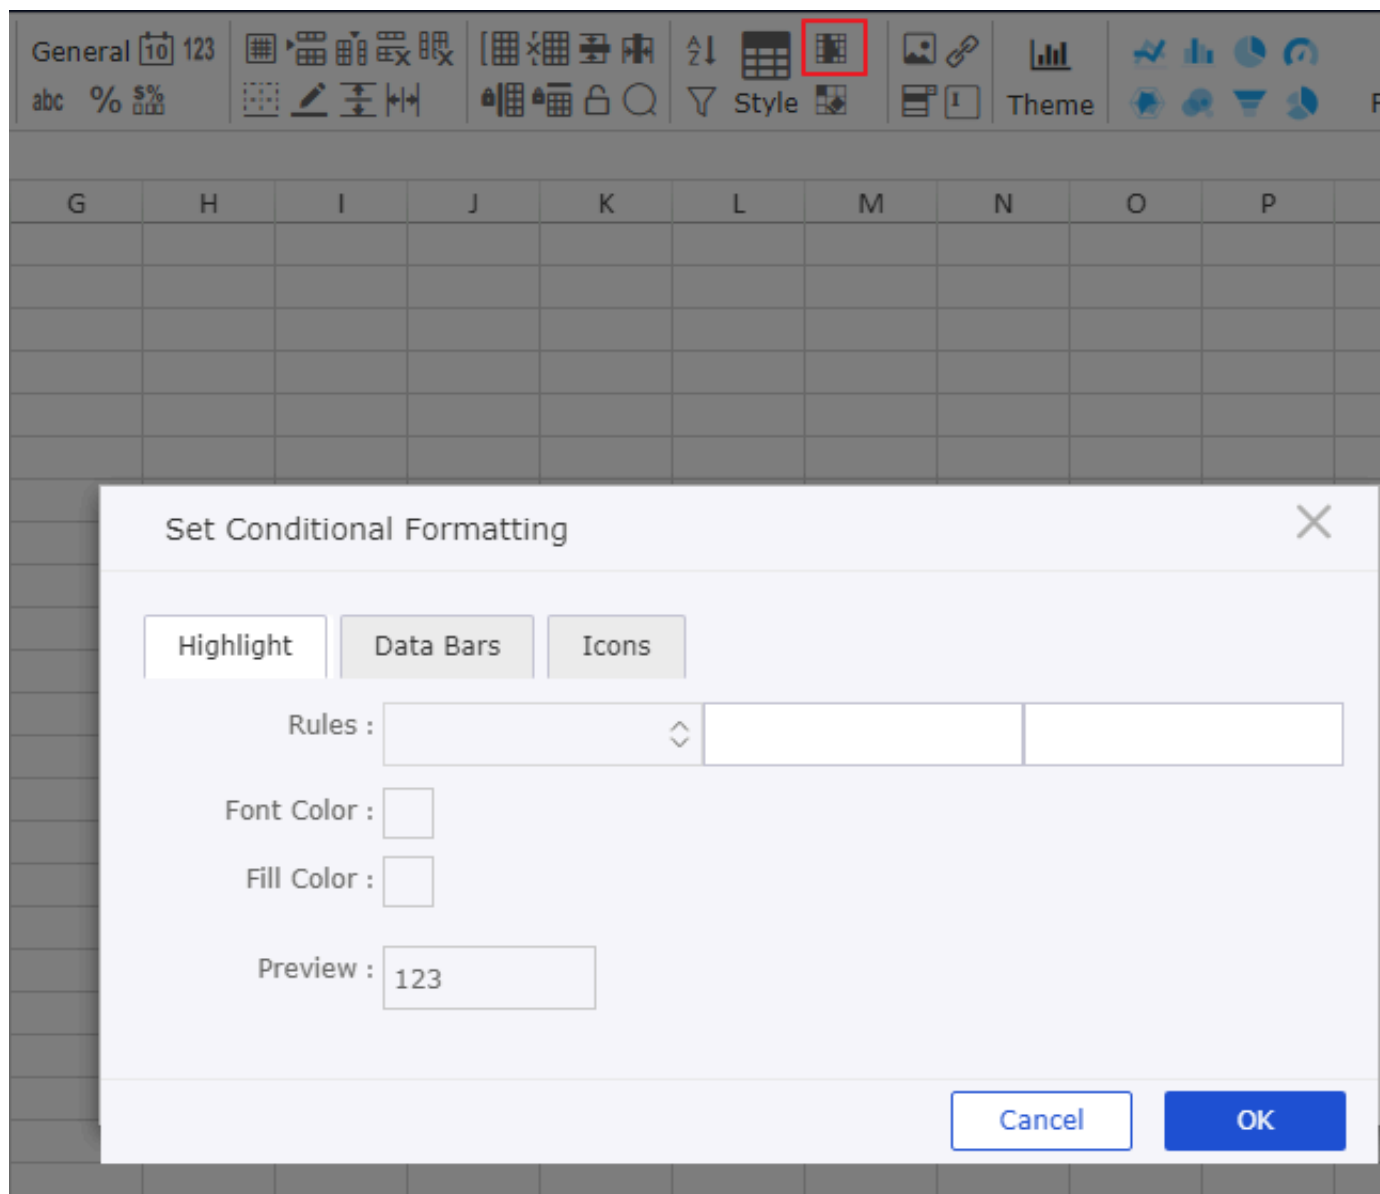 General 10 123
abc % $% Style Theme
G H I J K L M N O P
Set Conditional Formatting
Highlight Data Bars Icons
Rules :
Font Color :
Fill Color :
Preview : 123
Cancel OK